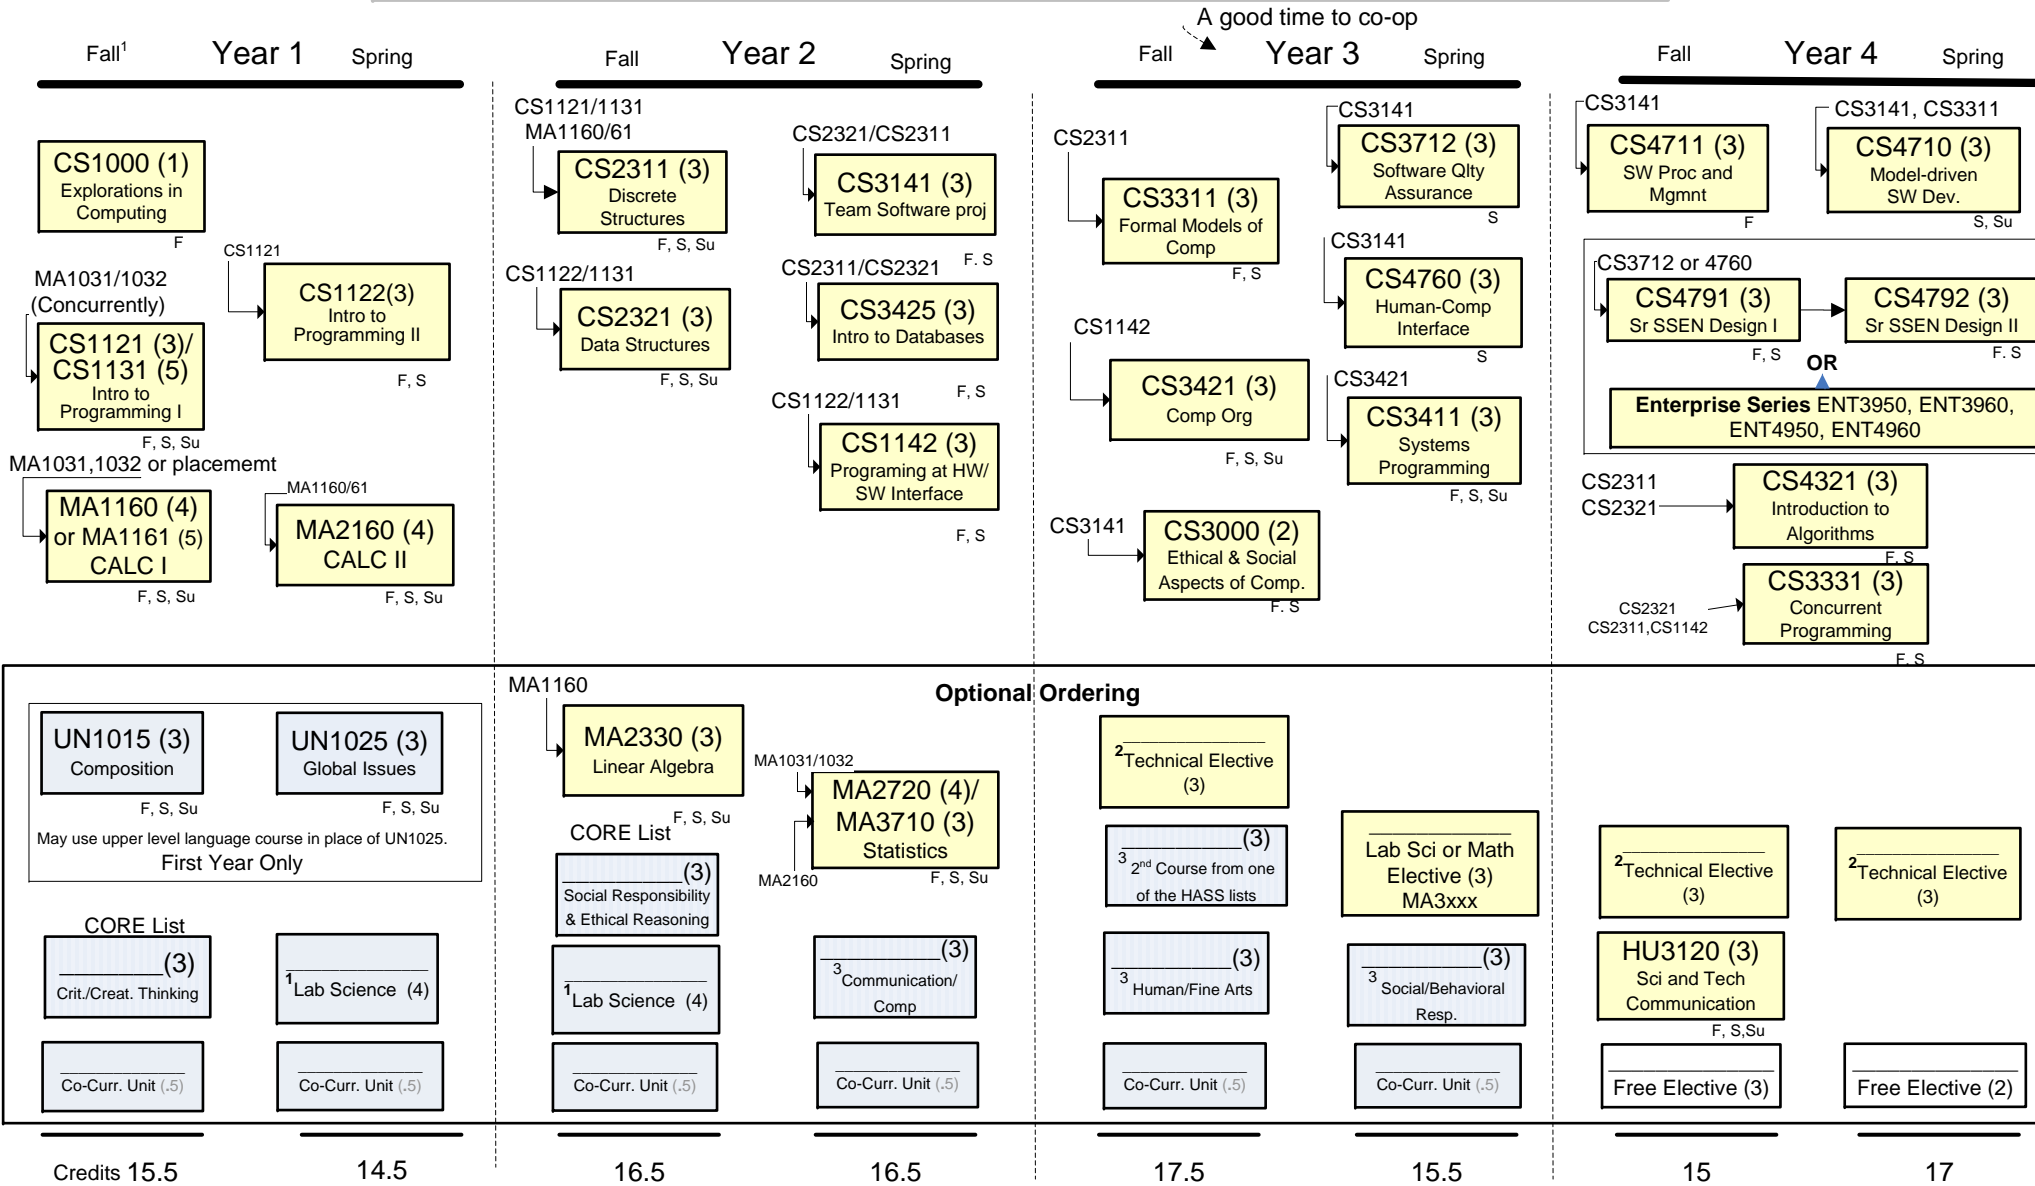 A good time to co-op
Fall1 Year 1 Spring
Fall Year 2 Spring
Fall Year 3 Spring
Fall Year 4 Spring
CS1000 (1)
Explorations in
Computing
F
MA1031/1032
(Concurrently)
CS1121 (3)/
CS1131 (5)
Intro to
Programming I
F, S, Su
MA1031,1032 or placememt
MA1160 (4)
or MA1161 (5)
CALC I
F, S, Su
CS1121
CS1122(3)
Intro to
Programming II
F, S
MA1160/61
MA2160 (4)
CALC II
F, S, Su
CS1121/1131
MA1160/61
CS2311 (3)
Discrete
Structures
F, S, Su
CS1122/1131
CS2321 (3)
Data Structures
F, S, Su
CS2321/CS2311
CS3141 (3)
Team Software proj
F. S
CS2311/CS2321
CS3425 (3)
Intro to Databases
F, S
CS1122/1131
CS1142 (3)
Programing at HW/
SW Interface
F, S
CS2311
CS3311 (3)
Formal Models of
Comp
F, S
CS1142
CS3421 (3)
Comp Org
F, S, Su
CS3141
CS3000 (2)
Ethical & Social
Aspects of Comp.
F. S
CS3141
CS3712 (3)
Software Qlty
Assurance
S
CS3141
CS4760 (3)
Human-Comp
Interface
S
CS3421
CS3411 (3)
Systems
Programming
F, S, Su
CS3141
CS4711 (3)
SW Proc and
Mgmnt
F
CS3141, CS3311
CS4710 (3)
Model-driven
SW Dev.
S, Su
CS3712 or 4760
CS4791 (3)
Sr SSEN Design I
F, S
CS4792 (3)
Sr SSEN Design II
F. S
OR
Enterprise Series ENT3950, ENT3960,
ENT4950, ENT4960
CS2311
CS2321
CS4321 (3)
Introduction to
Algorithms
F, S
CS2321
CS2311,CS1142
CS3331 (3)
Concurrent
Programming
F, S
Optional Ordering
UN1015 (3)
Composition
F, S, Su
UN1025 (3)
Global Issues
F, S, Su
May use upper level language course in place of UN1025.
First Year Only
CORE List
(3)
Crit./Creat. Thinking
1Lab Science (4)
Co-Curr. Unit (.5)
Co-Curr. Unit (.5)
MA1160
MA2330 (3)
Linear Algebra
F, S, Su
CORE List
(3)
Social Responsibility
& Ethical Reasoning
1Lab Science (4)
Co-Curr. Unit (.5)
MA1031/1032
MA2720 (4)/
MA3710 (3)
Statistics
MA2160
F, S, Su
(3)
3Communication/
Comp
Co-Curr. Unit (.5)
2Technical Elective
(3)
(3)
3 2nd Course from one
of the HASS lists
(3)
3 Human/Fine Arts
Co-Curr. Unit (.5)
Lab Sci or Math
Elective (3)
MA3xxx
(3)
3 Social/Behavioral
Resp.
Co-Curr. Unit (.5)
2Technical Elective
(3)
HU3120 (3)
Sci and Tech
Communication
F, S,Su
Free Elective (3)
2Technical Elective
(3)
Free Elective (2)
Credits 15.5 14.5 16.5 16.5 17.5 15.5 15 17